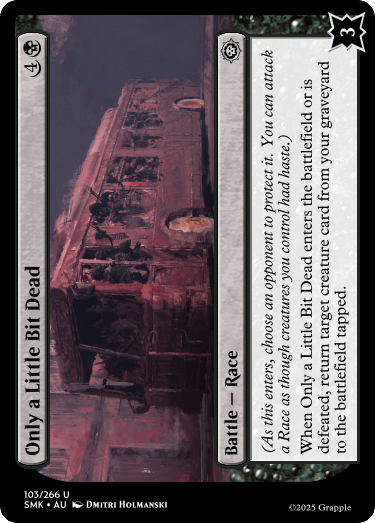 Only a Little Bit Dead 4
Battle — Race
(As this enters, choose an opponent to protect it. You can attack
a Race as though creatures you control had haste.)
When Only a Little Bit Dead enters the battlefield or is
defeated, return target creature card from your graveyard
to the battlefield tapped.
3
103/266 U
SMK • AU Dmitri Holmanski
©2025 Grapple